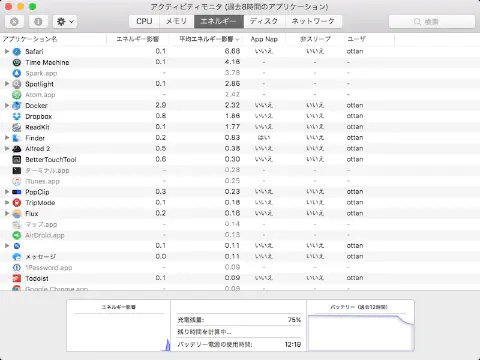 アクティビティモニタ (過去8時間のアプリケーション)
CPU メモリ エネルギー ディスク ネットワーク 検索
アプリケーション名 エネルギー影響 平均エネルギー影響 App Nap 非スリープ ユーザ
Safari 0.1 6.68 いいえ いいえ ottan
Time Machine 0.1 4.16 - -
Spark.app - 3.78 - -
Spotlight 0.1 2.86 - -
Atom.app - 2.42 - -
Docker 2.9 2.32 いいえ いいえ ottan
Dropbox 0.8 1.86 いいえ いいえ ottan
ReadKit 0.1 1.77 いいえ いいえ ottan
Finder 0.2 0.83 はい いいえ ottan
Alfred 2 0.5 0.38 いいえ いいえ ottan
BetterTouchTool 0.6 0.30 いいえ いいえ ottan
ターミナル.app - 0.28 - -
iTunes.app - 0.25 - -
PopClip 0.3 0.23 いいえ いいえ ottan
TripMode 0.1 0.18 いいえ いいえ ottan
Flux 0.2 0.16 いいえ いいえ ottan
マップ.app - 0.14 - -
AirDroid.app - 0.13 - -
0.1 0.11 いいえ いいえ ottan
メッセージ 0.0 0.11 いいえ いいえ ottan
1Password.app - 0.09 - -
Todoist 0.1 0.09 いいえ いいえ ottan
Google Chrome.app
エネルギー影響 バッテリー (過去12時間)
充電残量: 75%
残り時間を計算中...
バッテリー電源の使用時間: 12:19